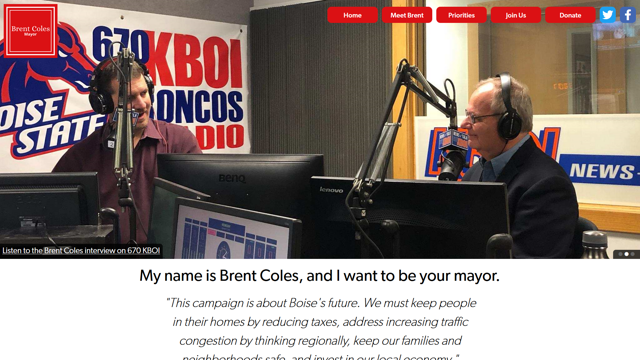 Brent Coles
Mayor
Home
Meet Brent
Priorities
Join Us
Donate
670
KBOI
BRONCOS
RADIO
BOISE
STATE
NEWS
BENQ
lenovo
Listen to the Brent Coles interview on 670 KBOI
My name is Brent Coles, and I want to be your mayor.
"This campaign is about Boise's future. We must keep people
in their homes by reducing taxes, address increasing traffic
congestion by thinking regionally, keep our families and
neighborhoods safe, and invest in our local economy."